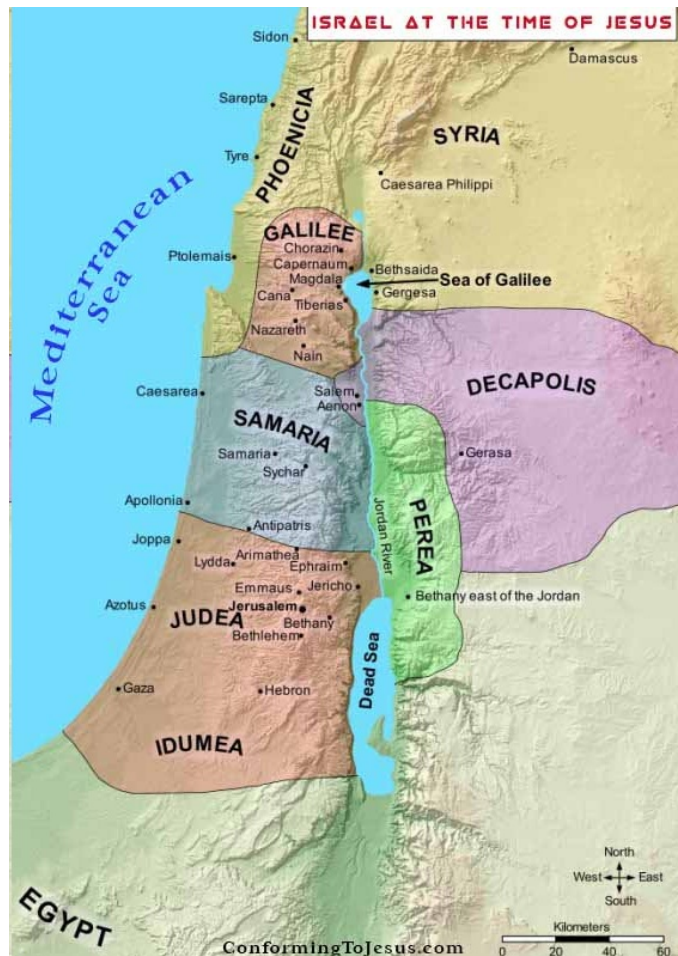 ISRAEL AT THE TIME OF JESUS
Sidon
Damascus
Sarepta
PHOENICIA
SYRIA
Tyre
Caesarea Philippi
Mediterranean
Sea
GALILEE
Chorazin
Ptolemais
Capernaum
Bethsaida
Magdala
Sea of Galilee
Cana
Gergesa
Tiberias
Nazareth
Nain
DECAPOLIS
Caesarea
Salem
Aenon
SAMARIA
Samaria
Gerasa
Sychar
Apollonia
Jordan River
PEREA
Antipatris
Joppa
Arimathea
Lydda
Ephraim
Emmaus
Jericho
Bethany east of the Jordan
Azotus
Jerusalem
JUDEA
Bethany
Bethlehem
Dead Sea
Gaza
Hebron
IDUMEA
North
West
East
South
EGYPT
Kilometers
0 20 40 60
ConformingToJesus.com